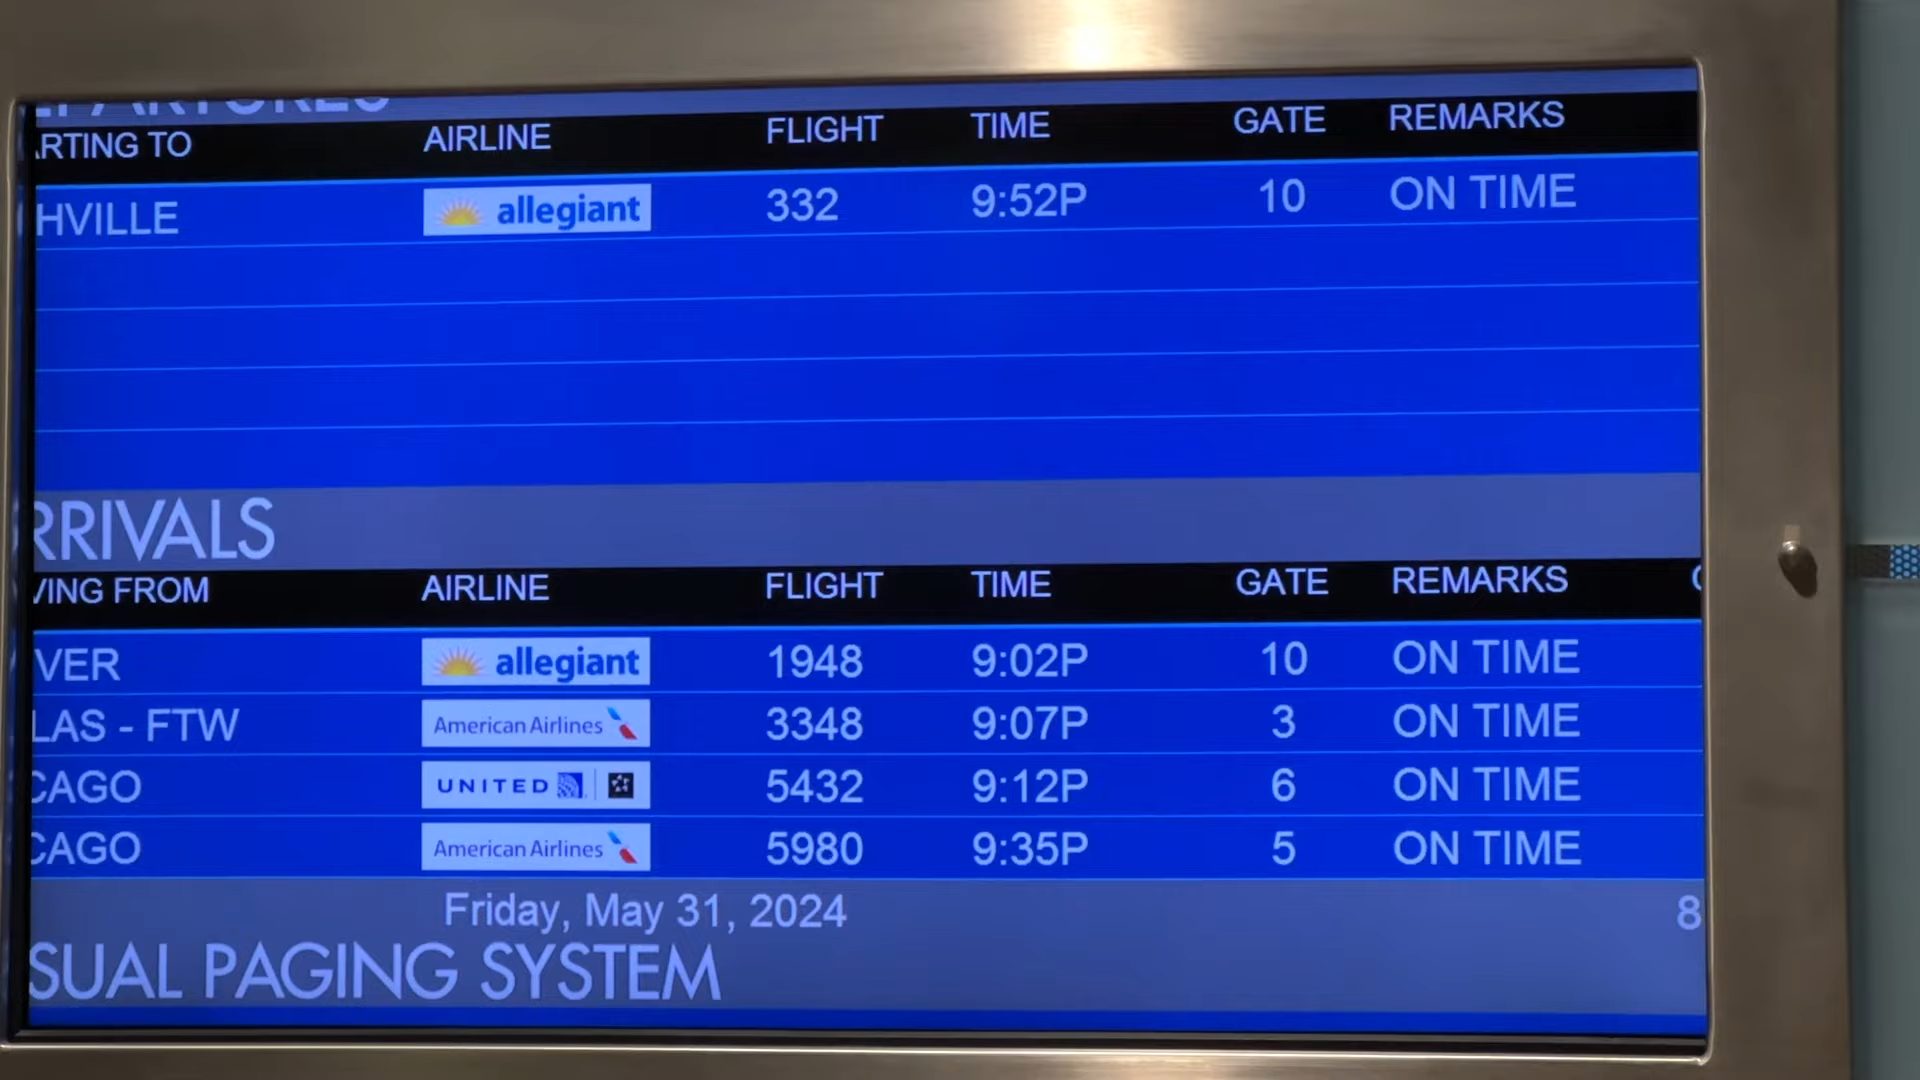 EPARTURES
ARTING TO AIRLINE FLIGHT TIME GATE REMARKS
HVILLE allegiant 332 9:52P 10 ON TIME
RRIVALS
VING FROM AIRLINE FLIGHT TIME GATE REMARKS
VER allegiant 1948 9:02P 10 ON TIME
LAS - FTW American Airlines 3348 9:07P 3 ON TIME
CAGO UNITED 5432 9:12P 6 ON TIME
CAGO American Airlines 5980 9:35P 5 ON TIME
Friday, May 31, 2024 8
SUAL PAGING SYSTEM